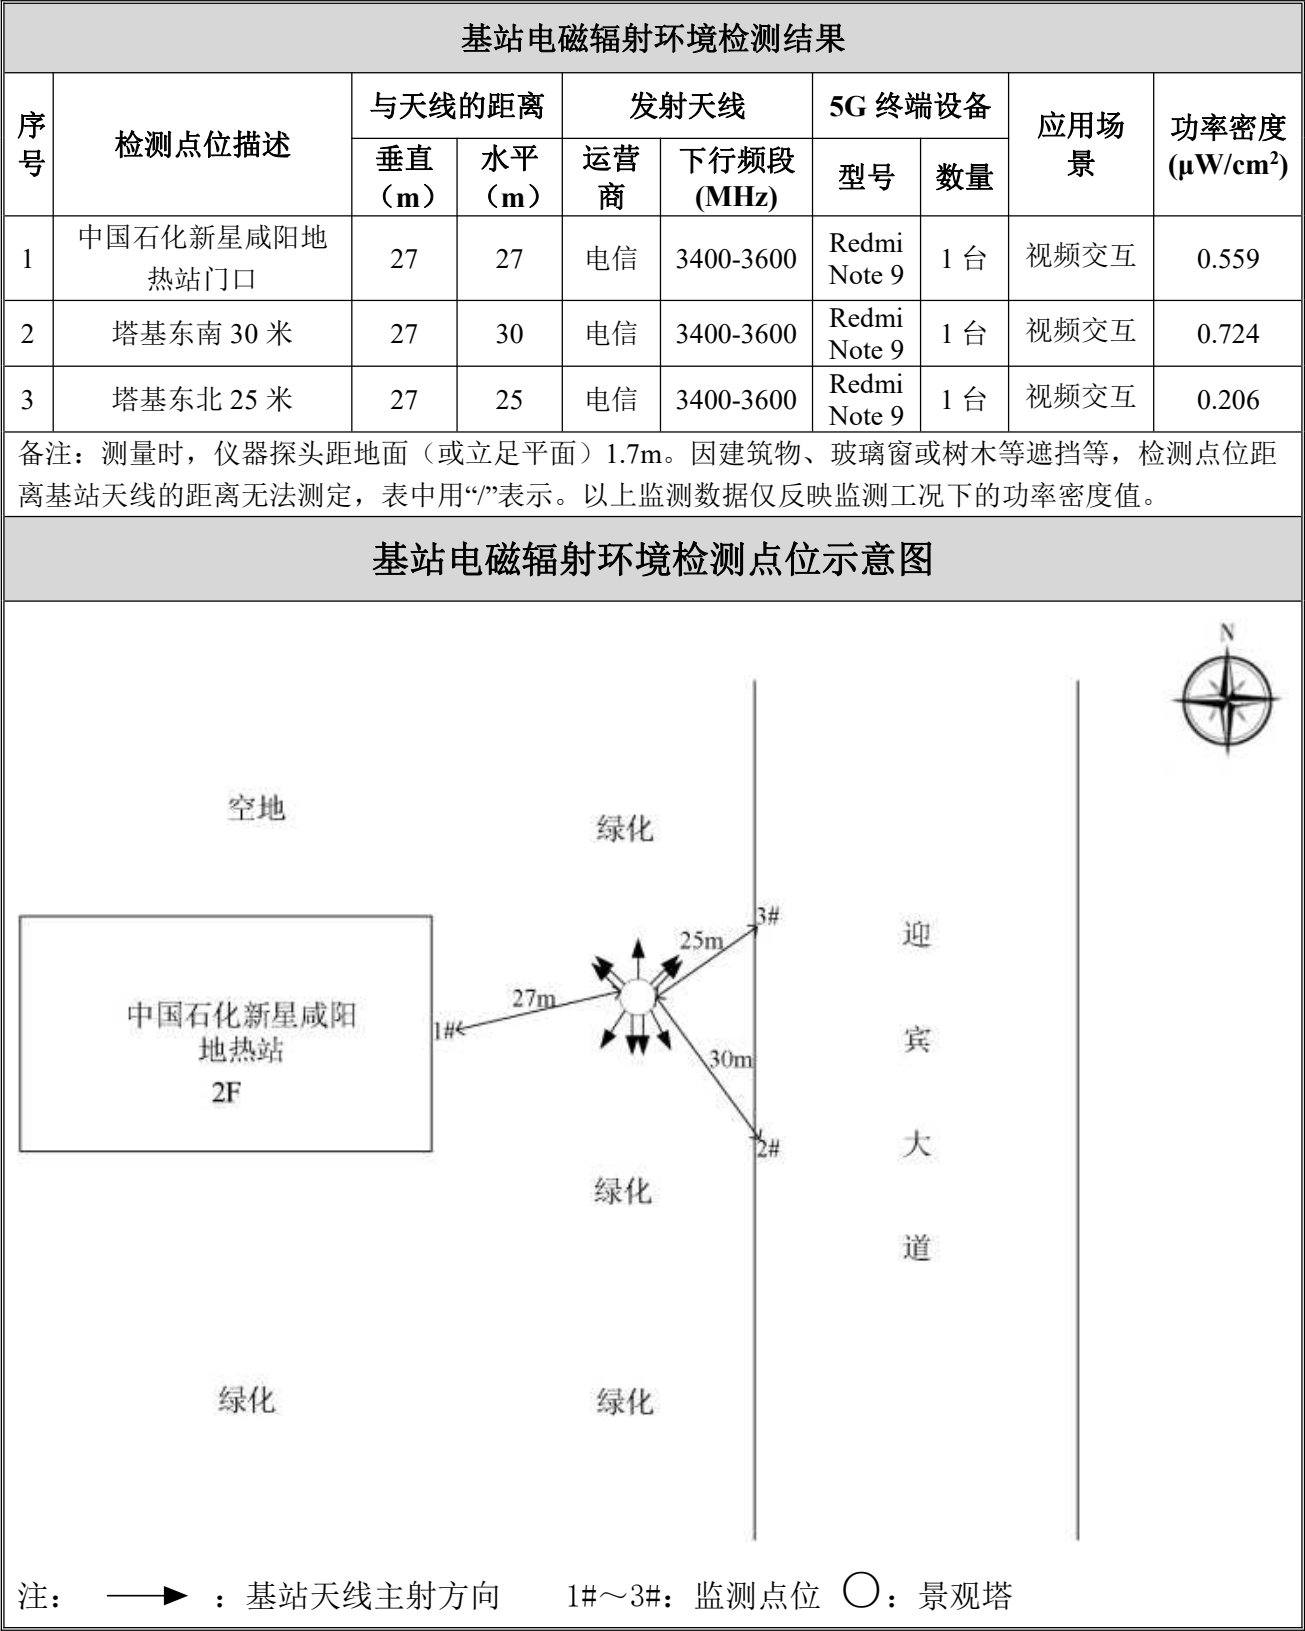 基站电磁辐射环境检测结果
序号 检测点位描述 与天线的距离 发射天线 5G 终端设备 应用场景 功率密度(μW/cm²)
垂直（m） 水平（m） 运营商 下行频段(MHz) 型号 数量
1 中国石化新星咸阳地热站门口 27 27 电信 3400-3600 Redmi Note 9 1 台 视频交互 0.559
2 塔基东南 30 米 27 30 电信 3400-3600 Redmi Note 9 1 台 视频交互 0.724
3 塔基东北 25 米 27 25 电信 3400-3600 Redmi Note 9 1 台 视频交互 0.206
备注：测量时，仪器探头距地面（或立足平面）1.7m。因建筑物、玻璃窗或树木等遮挡等，检测点位距
离基站天线的距离无法测定，表中用“/”表示。以上监测数据仅反映监测工况下的功率密度值。
基站电磁辐射环境检测点位示意图
N
空地
绿化
3#
25m
迎
27m
中国石化新星咸阳
1#
宾
地热站
30m
2F
大
2#
绿化
道
绿化
绿化
注： ：基站天线主射方向 1#～3#：监测点位 ：景观塔